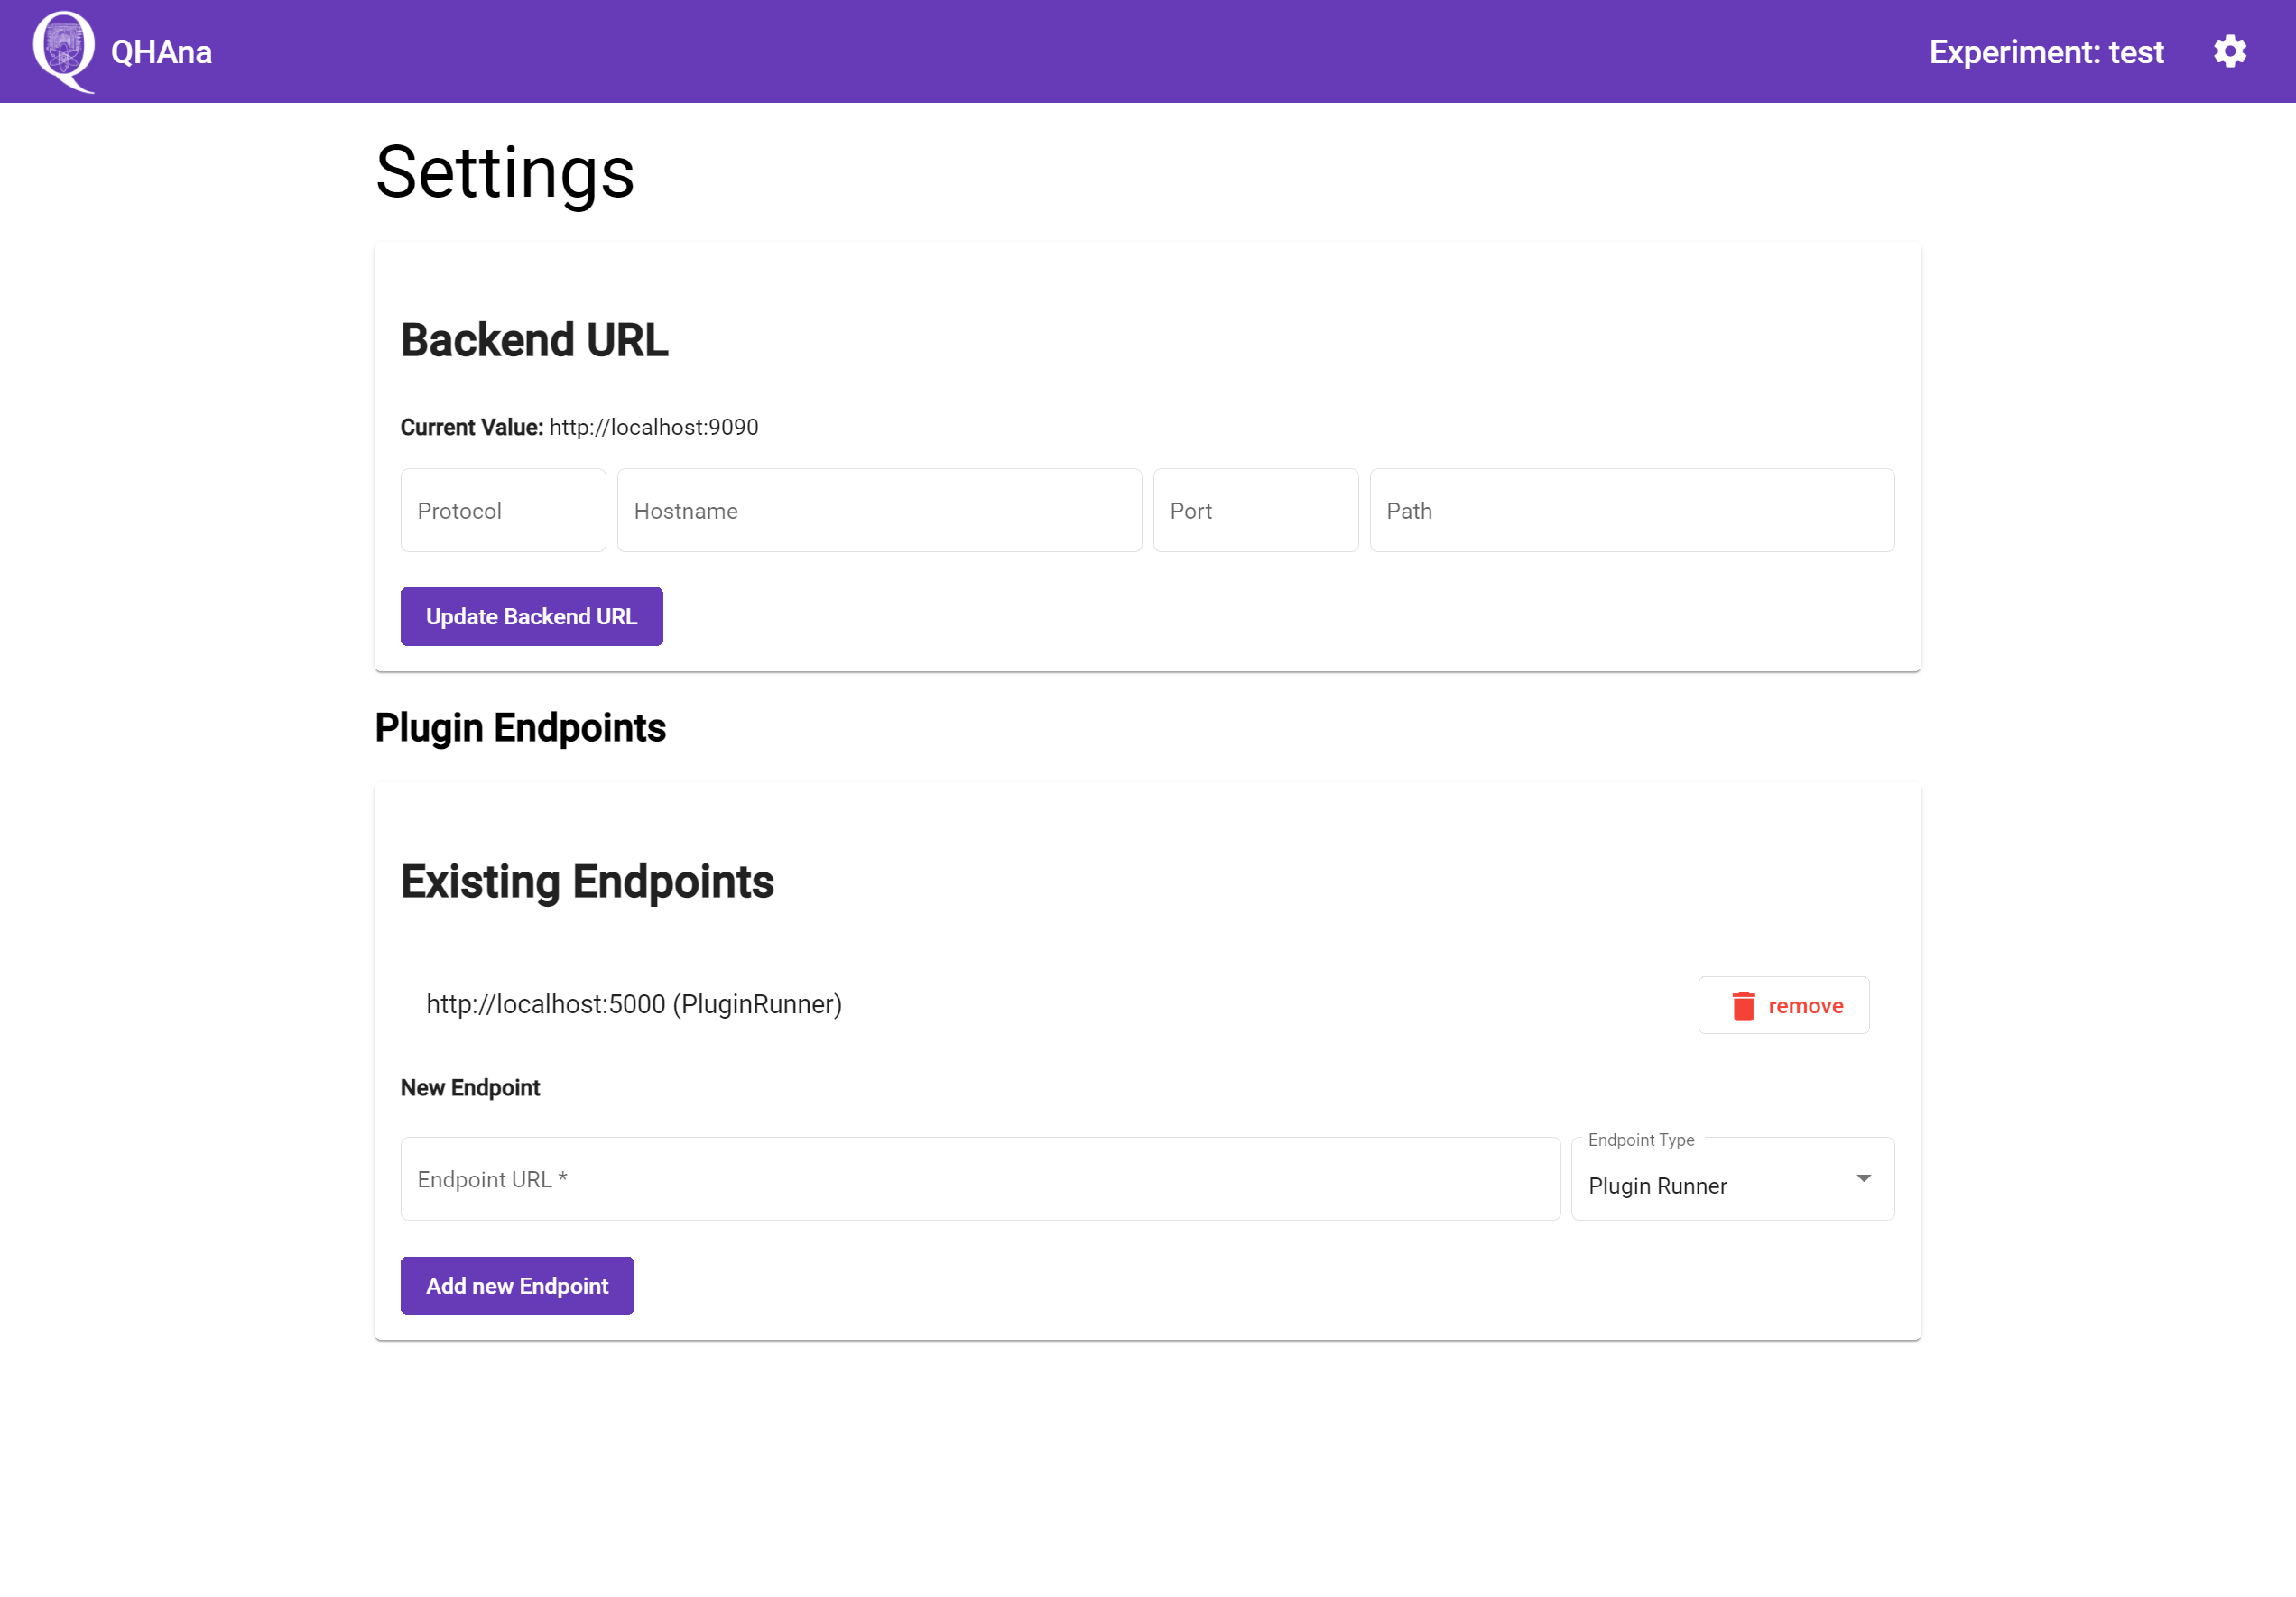 QHAna
Experiment: test
Settings
Backend URL
Current Value: http://localhost:9090
Protocol
Hostname
Port
Path
Update Backend URL
Plugin Endpoints
Existing Endpoints
http://localhost:5000 (PluginRunner)
remove
New Endpoint
Endpoint URL *
Endpoint Type
Plugin Runner
Add new Endpoint